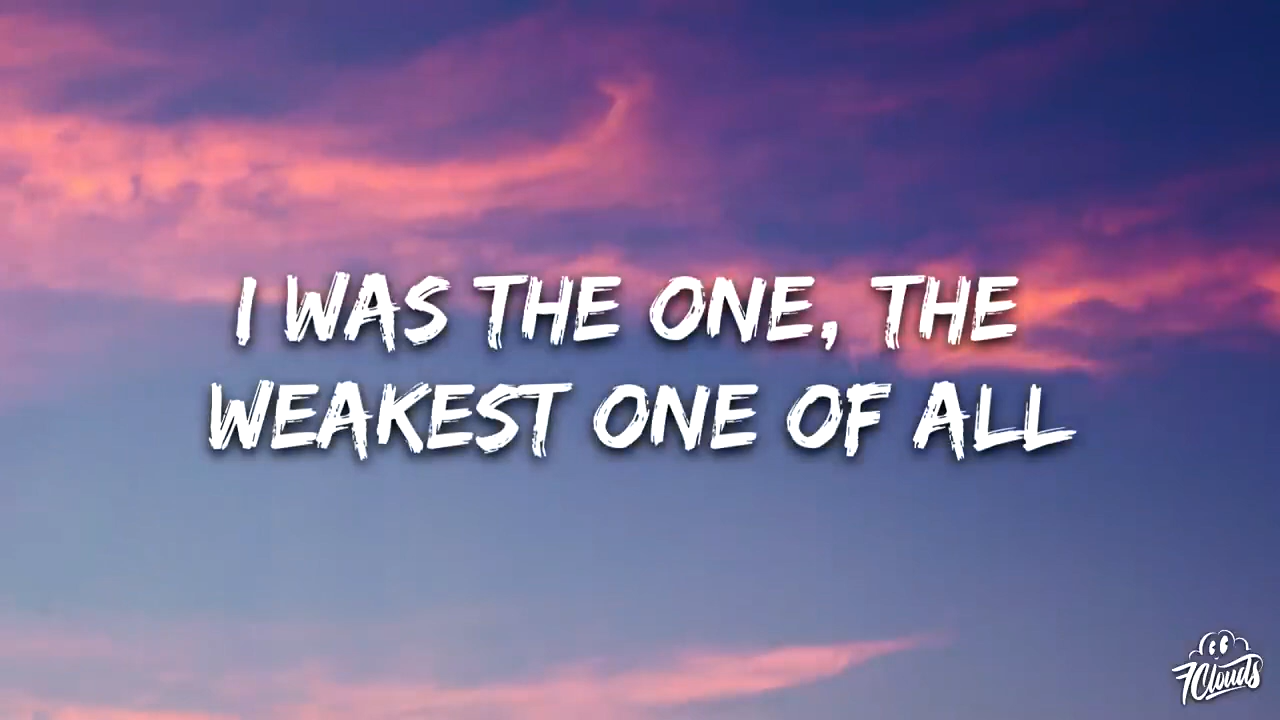 I WAS THE ONE, THE
WEAKEST ONE OF ALL
7Clouds